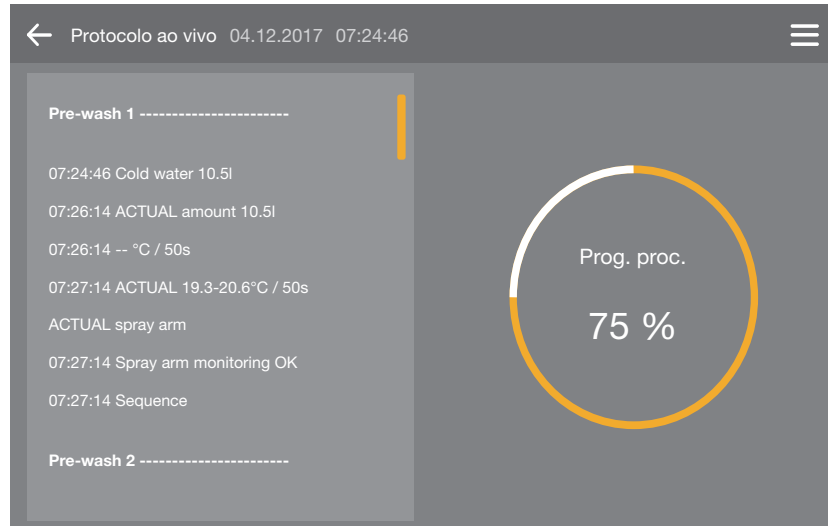 Protocolo ao vivo 04.12.2017 07:24:46
Pre-wash 1 -----------------------
07:24:46 Cold water 10.5l
07:26:14 ACTUAL amount 10.5l
07:26:14 -- °C / 50s
07:27:14 ACTUAL 19.3-20.6°C / 50s
ACTUAL spray arm
07:27:14 Spray arm monitoring OK
07:27:14 Sequence
Pre-wash 2 -----------------------
Prog. proc.
75 %